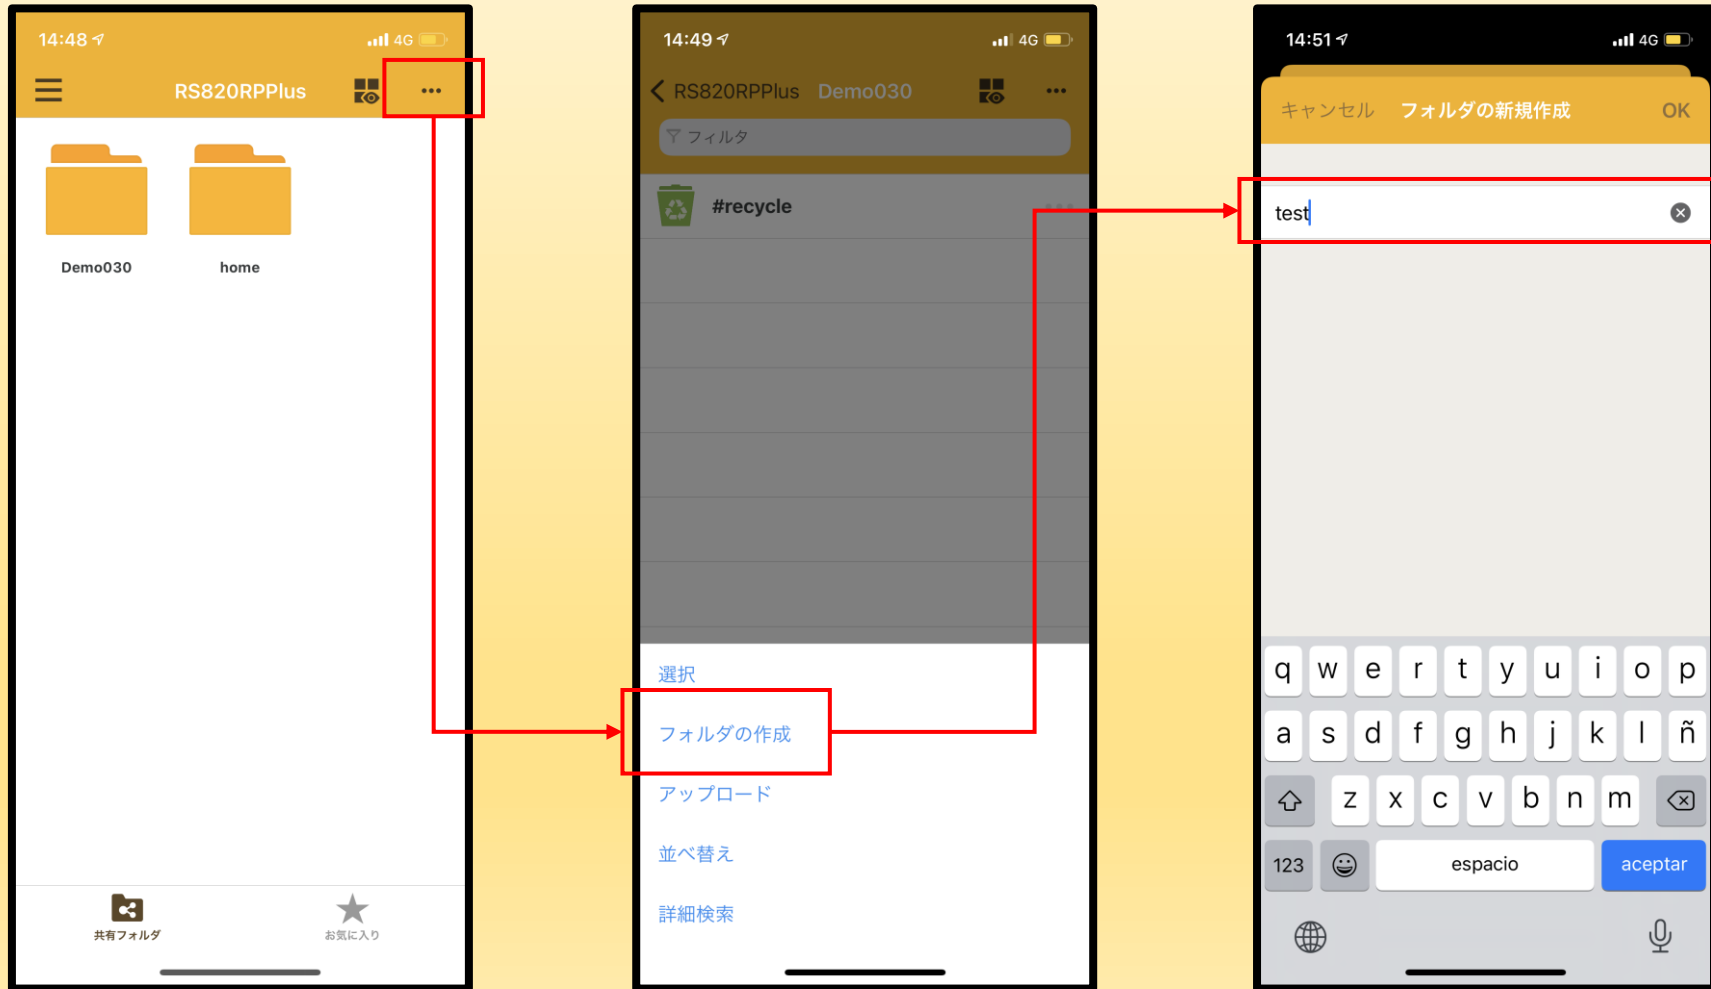 14:48
4G
RS820RPPlus
•••
Demo030
home
共有フォルダ
お気に入り
14:49
4G
RS820RPPlus Demo030
•••
フィルタ
#recycle
•••
選択
フォルダの作成
アップロード
並べ替え
詳細検索
14:51
4G
キャンセル フォルダの新規作成 OK
test
q w e r t y u i o p
a s d f g h j k l ñ
z x c v b n m
123 espacio aceptar